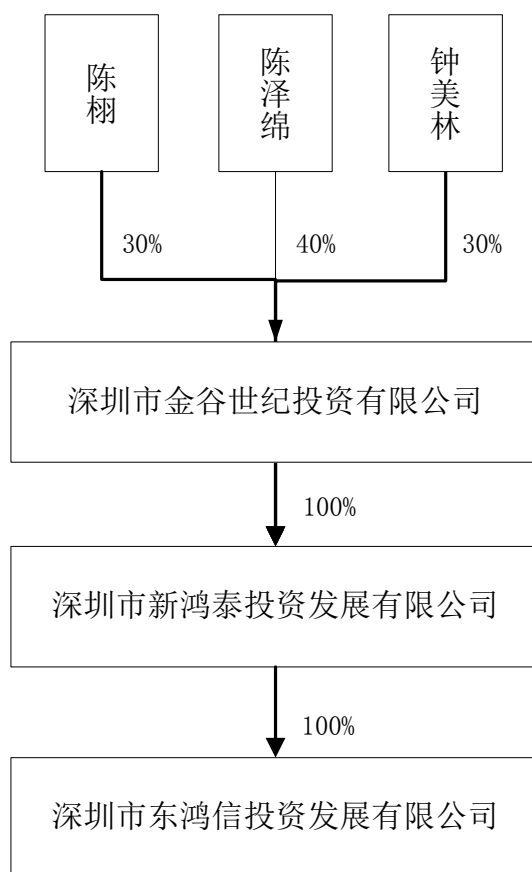 陈栩
陈泽绵
钟美林
30%
40%
30%
深圳市金谷世纪投资有限公司
100%
深圳市新鸿泰投资发展有限公司
100%
深圳市东鸿信投资发展有限公司